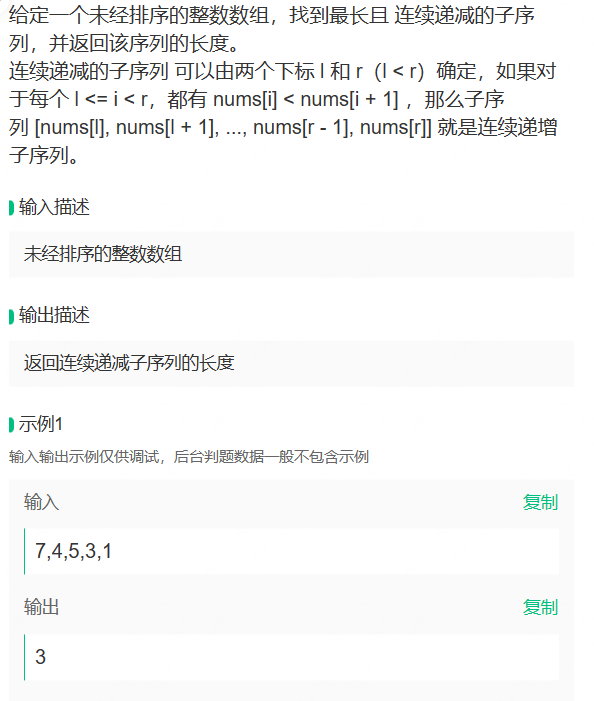 给定一个未经排序的整数数组，找到最长且 连续递减的子序
列，并返回该序列的长度。
连续递减的子序列 可以由两个下标 l 和 r（l < r）确定，如果对
于每个 l <= i < r，都有 nums[i] < nums[i + 1] ，那么子序
列 [nums[l], nums[l + 1], ..., nums[r - 1], nums[r]] 就是连续递增
子序列。
输入描述
未经排序的整数数组
输出描述
返回连续递减子序列的长度
示例1
输入输出示例仅供调试，后台判题数据一般不包含示例
输入 复制
7,4,5,3,1
输出 复制
3